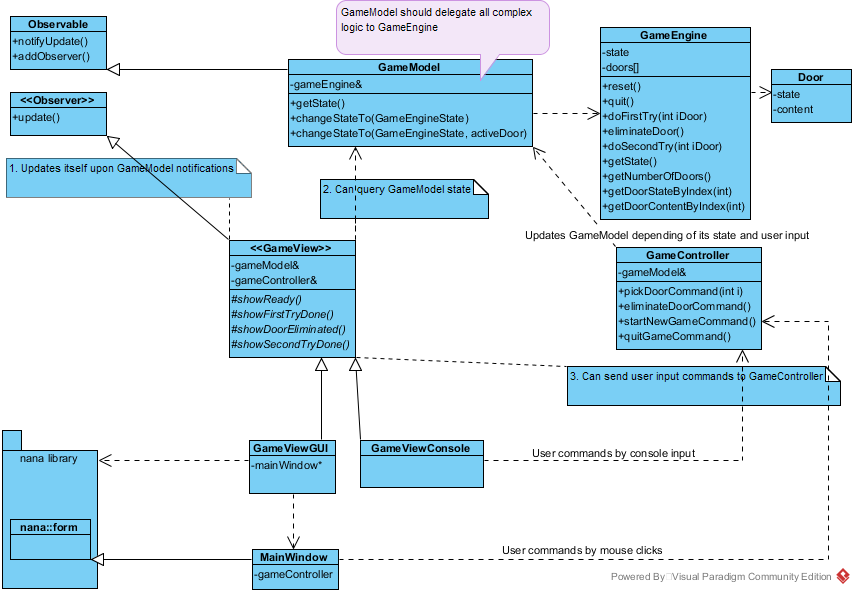 GameModel should delegate all complex
logic to GameEngine
Observable
+notifyUpdate()
+addObserver()
<<Observer>>
+update()
GameModel
-gameEngine&
+getState()
+changeStateTo(GameEngineState)
+changeStateTo(GameEngineState, activeDoor)
GameEngine
-state
-doors[]
+reset()
+quit()
+doFirstTry(int iDoor)
+eliminateDoor()
+doSecondTry(int iDoor)
+getState()
+getNumberOfDoors()
+getDoorStateByIndex(int)
+getDoorContentByIndex(int)
Door
-state
-content
1. Updates itself upon GameModel notifications
2. Can query GameModel state
Updates GameModel depending of its state and user input
<<GameView>>
-gameModel&
-gameController&
#showReady()
#showFirstTryDone()
#showDoorEliminated()
#showSecondTryDone()
GameController
-gameModel&
+pickDoorCommand(int i)
+eliminateDoorCommand()
+startNewGameCommand()
+quitGameCommand()
3. Can send user input commands to GameController
nana library
nana::form
GameViewGUI
-mainWindow*
GameViewConsole
User commands by console input
MainWindow
-gameController
User commands by mouse clicks
Powered By Visual Paradigm Community Edition